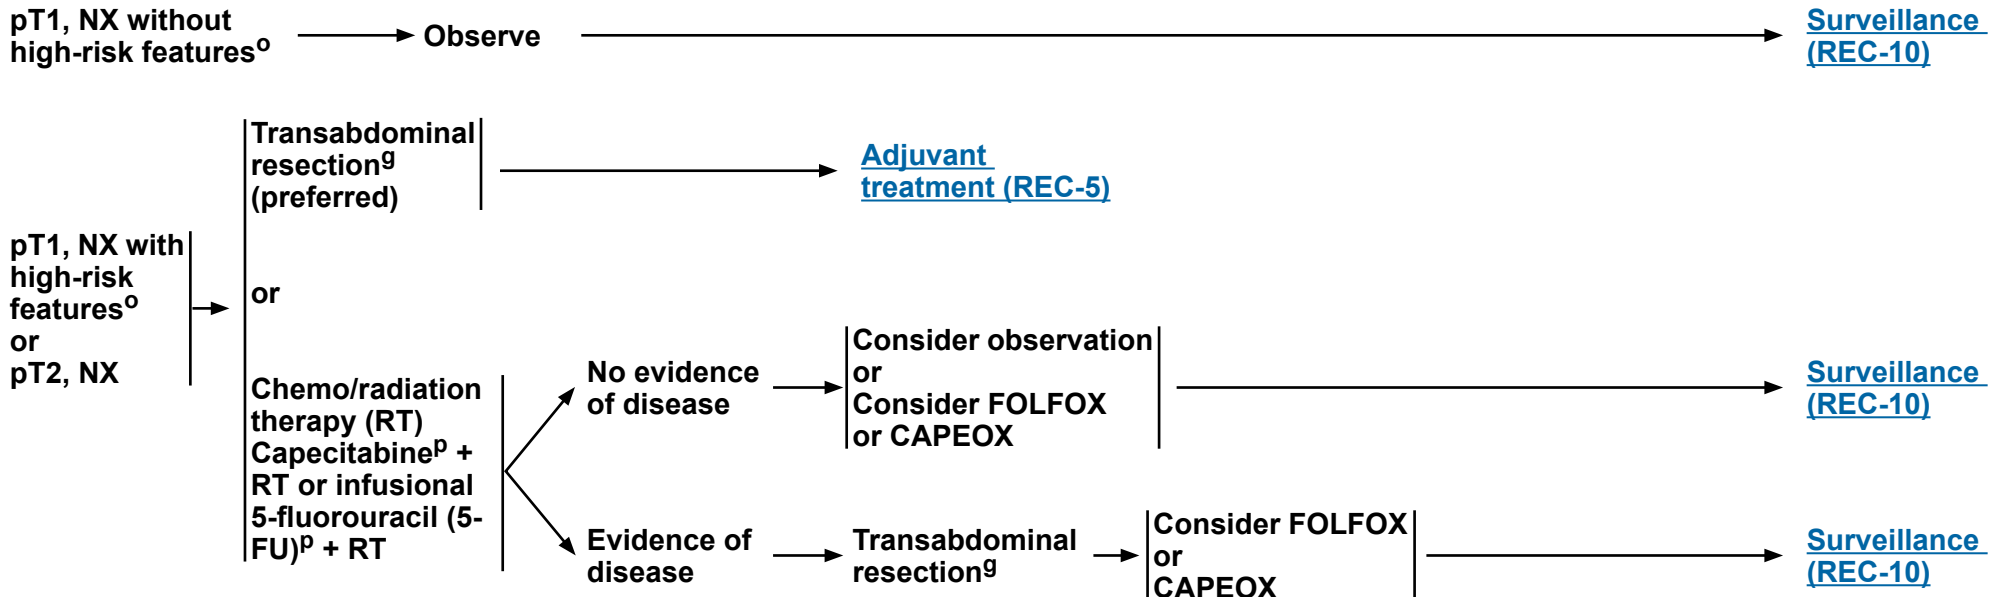 pT1, NX without
high-risk featuresº
Observe
Surveillance
(REC-10)
Transabdominal
resectionᵍ
(preferred)
Adjuvant
treatment (REC-5)
pT1, NX with
high-risk
featuresº
or
pT2, NX
or
Chemo/radiation
therapy (RT)
Capecitabineᵖ +
RT or infusional
5-fluorouracil (5-
FU)ᵖ + RT
No evidence
of disease
Consider observation
or
Consider FOLFOX
or CAPEOX
Surveillance
(REC-10)
Evidence of
disease
Transabdominal
resectionᵍ
Consider FOLFOX
or
CAPEOX
Surveillance
(REC-10)